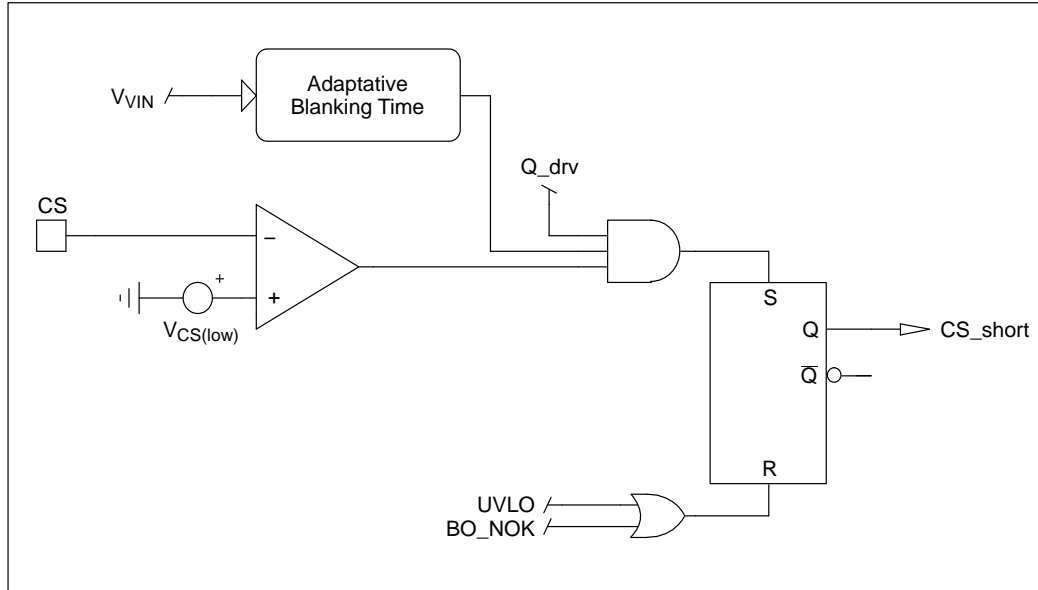 Adaptative
Blanking Time
V_VIN
Q_drv
CS
–
+
+
V_CS(low)
S
Q
CS_short
Q̅
R
UVLO
BO_NOK